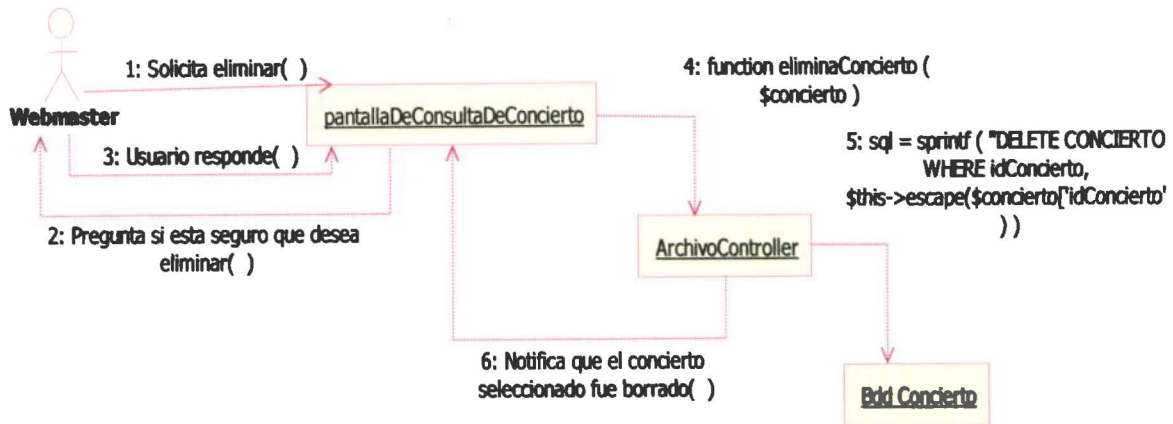 1: Solicita eliminar( )
Webmaster
pantallaDeConsultaDeConcierto
3: Usuario responde( )
2: Pregunta si esta seguro que desea
eliminar( )
4: function eliminaConcierto (
$concierto )
5: sql = sprintf ( "DELETE CONCIERTO
WHERE idConcierto,
$this->escape($concierto['idConcierto'
) )
ArchivoController
6: Notifica que el concierto
seleccionado fue borrado( )
Bdd Concierto